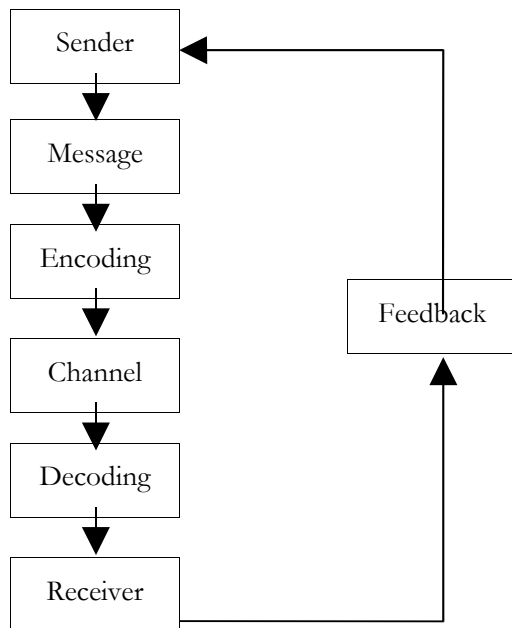 Sender
Message
Encoding
Feedback
Channel
Decoding
Receiver